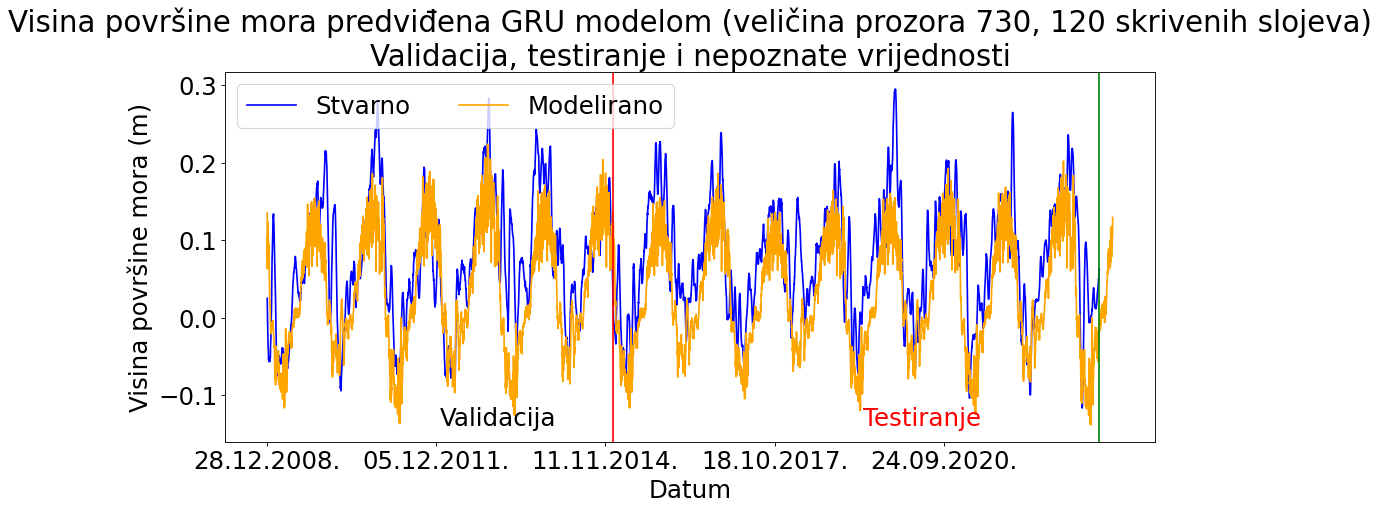 Visina površine mora predviđena GRU modelom (veličina prozora 730, 120 skrivenih slojeva)
Validacija, testiranje i nepoznate vrijednosti
Stvarno
Modelirano
Visina površine mora (m)
0.3
0.2
0.1
0.0
−0.1
Validacija
Testiranje
28.12.2008.
05.12.2011.
11.11.2014.
18.10.2017.
24.09.2020.
Datum